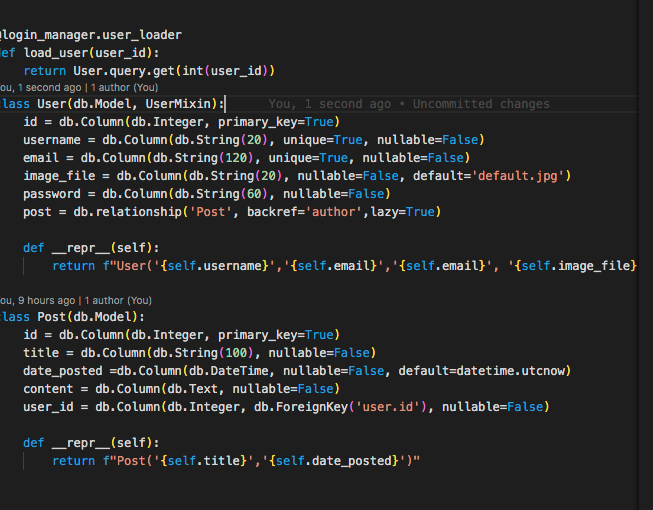 @login_manager.user_loader
def load_user(user_id):
    return User.query.get(int(user_id))
You, 1 second ago | 1 author (You)
class User(db.Model, UserMixin):      You, 1 second ago • Uncommitted changes
    id = db.Column(db.Integer, primary_key=True)
    username = db.Column(db.String(20), unique=True, nullable=False)
    email = db.Column(db.String(120), unique=True, nullable=False)
    image_file = db.Column(db.String(20), nullable=False, default='default.jpg')
    password = db.Column(db.String(60), nullable=False)
    post = db.relationship('Post', backref='author',lazy=True)
    def __repr__(self):
        return f"User('{self.username}','{self.email}','{self.email}', '{self.image_file}
You, 9 hours ago | 1 author (You)
class Post(db.Model):
    id = db.Column(db.Integer, primary_key=True)
    title = db.Column(db.String(100), nullable=False)
    date_posted =db.Column(db.DateTime, nullable=False, default=datetime.utcnow)
    content = db.Column(db.Text, nullable=False)
    user_id = db.Column(db.Integer, db.ForeignKey('user.id'), nullable=False)
    def __repr__(self):
        return f"Post('{self.title}','{self.date_posted}')"